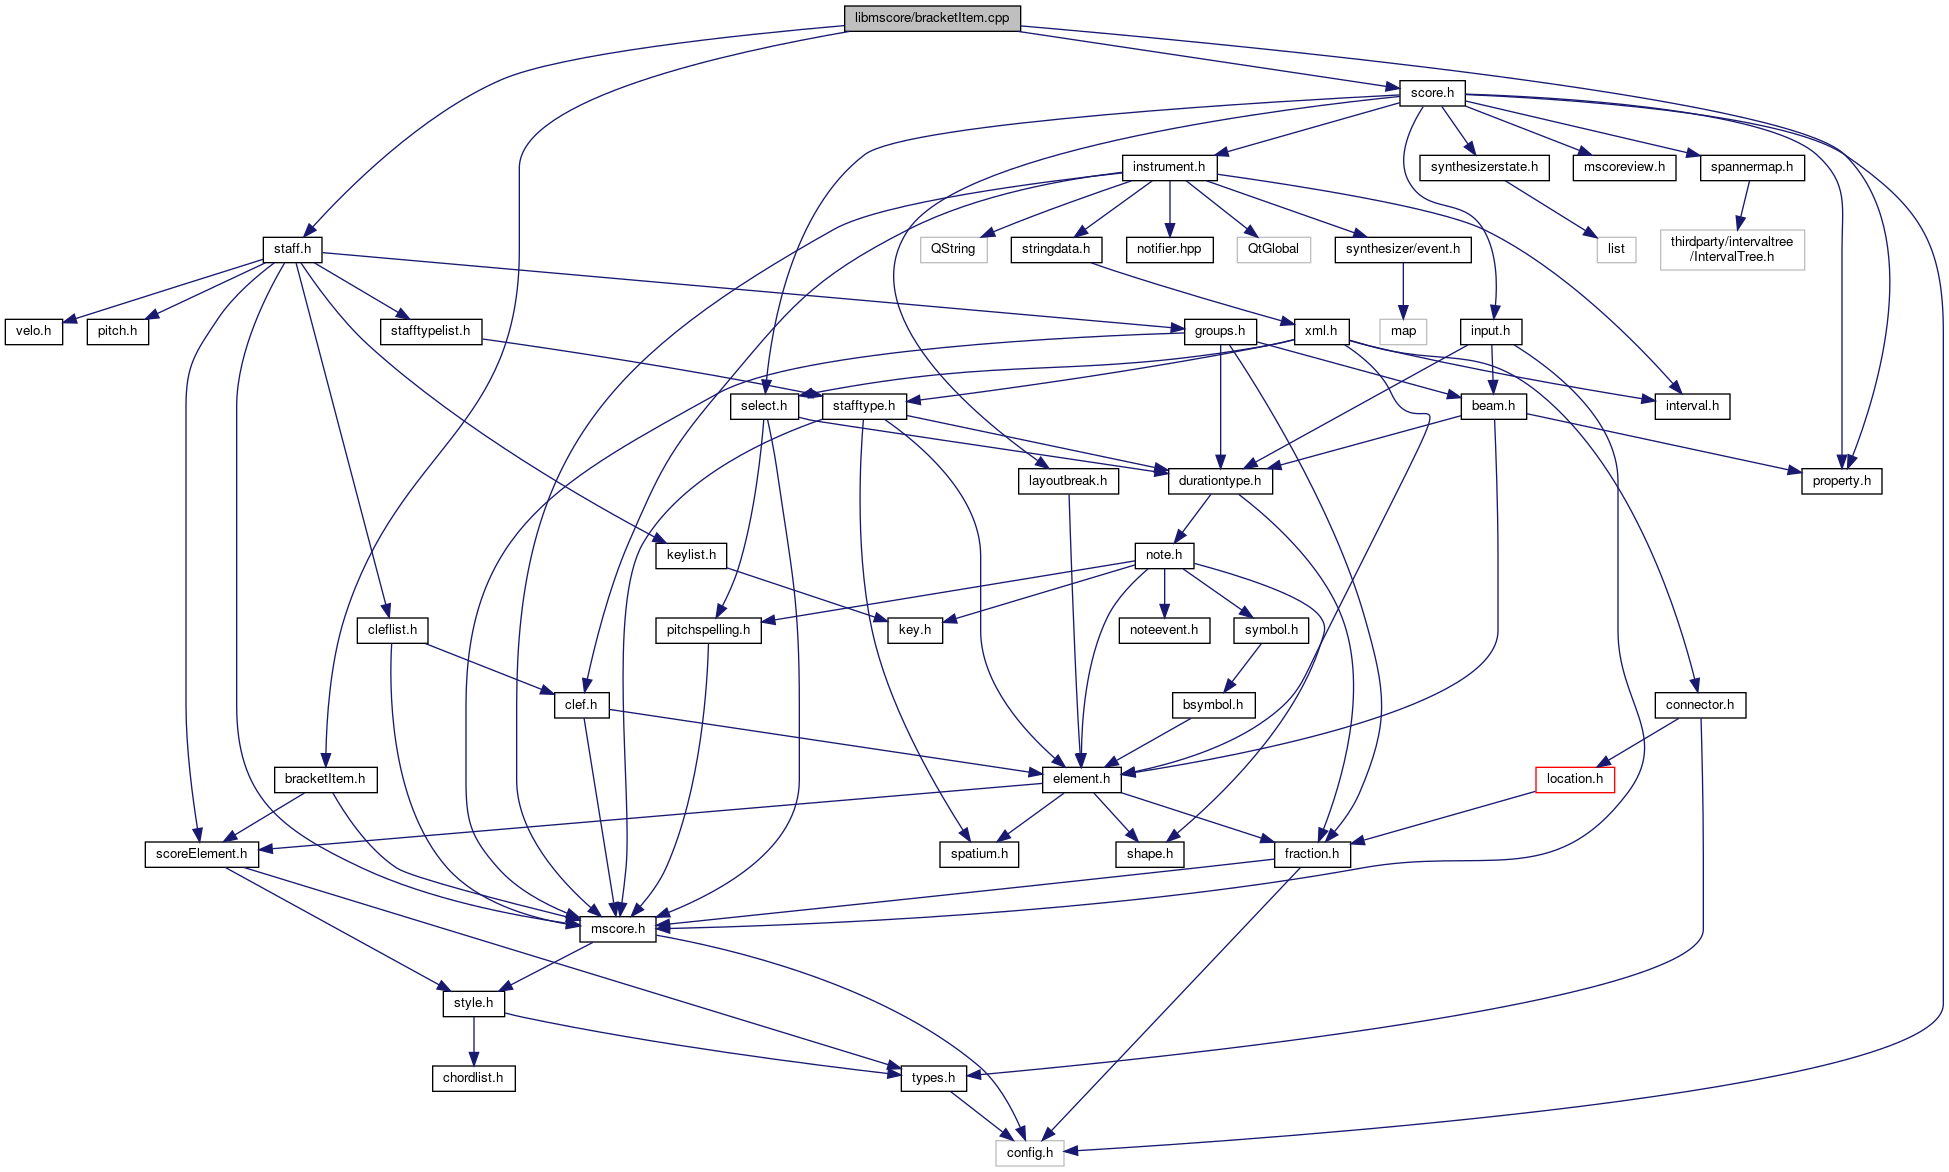 libmscore/bracketItem.cpp
score.h
instrument.h
synthesizerstate.h
mscoreview.h
spannermap.h
staff.h
QString
stringdata.h
notifier.hpp
QtGlobal
synthesizer/event.h
list
thirdparty/intervaltree
/IntervalTree.h
velo.h
pitch.h
stafftypelist.h
groups.h
xml.h
map
input.h
select.h
stafftype.h
beam.h
interval.h
layoutbreak.h
durationtype.h
property.h
keylist.h
note.h
cleflist.h
pitchspelling.h
key.h
noteevent.h
symbol.h
clef.h
bsymbol.h
connector.h
bracketItem.h
element.h
location.h
scoreElement.h
spatium.h
shape.h
fraction.h
mscore.h
style.h
chordlist.h
types.h
config.h